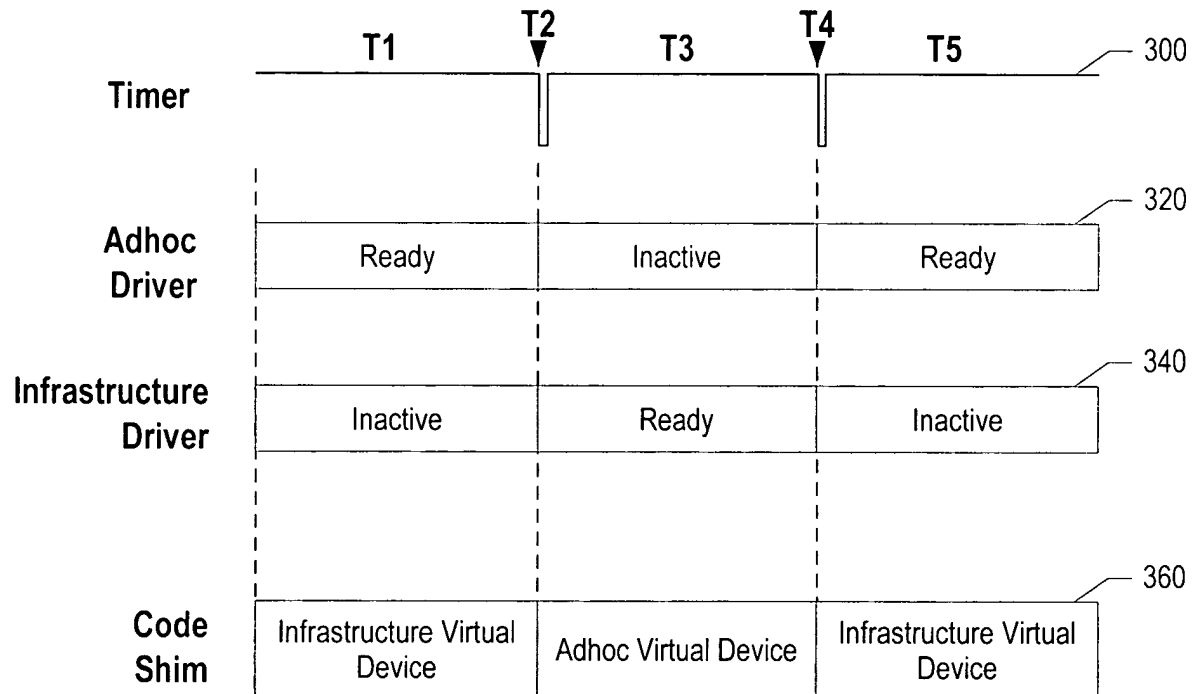 T1 T2 T3 T4 T5
300
Timer
320
Adhoc
Driver
Ready Inactive Ready
340
Infrastructure
Driver
Inactive Ready Inactive
360
Code
Shim
Infrastructure Virtual
Device
Adhoc Virtual Device
Infrastructure Virtual
Device